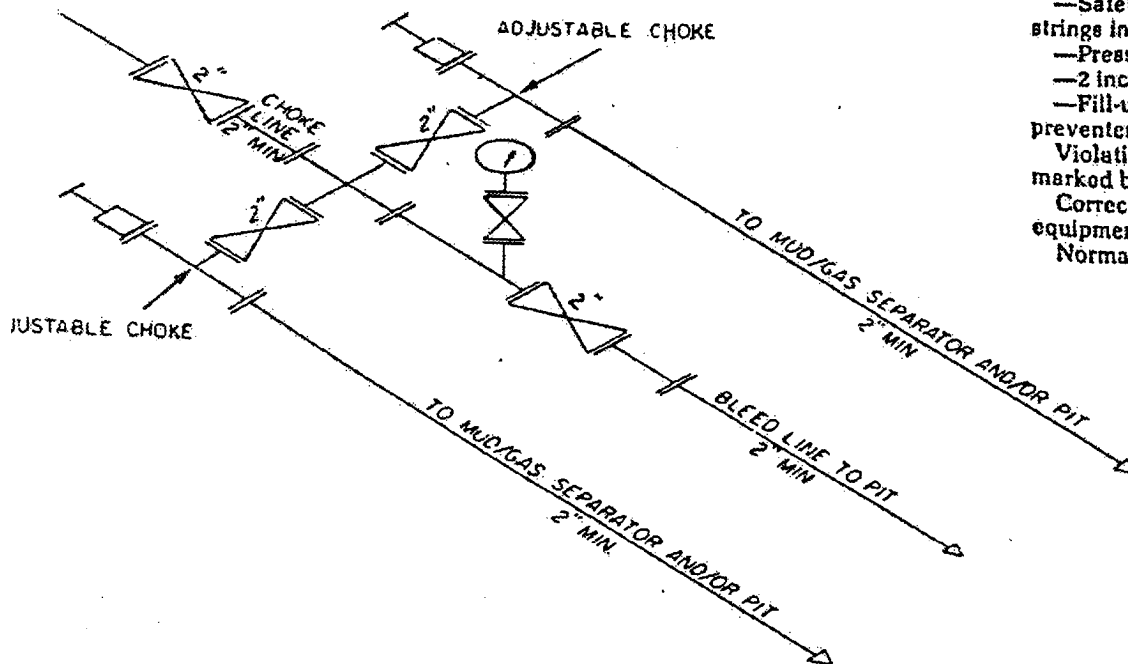 ADJUSTABLE CHOKE
2"
CHOKE
LINE
2" MIN
2"
2"
JUSTABLE CHOKE
2"
TO MUD/GAS SEPARATOR AND/OR PIT
2" MIN
BLEED LINE TO PIT
2" MIN
TO MUD/GAS SEPARATOR AND/OR PIT
2" MIN.
strings in
—Press
—2 inc
—Fill-u
preventer
Violati
marked b
Correc
equipmen
Norma